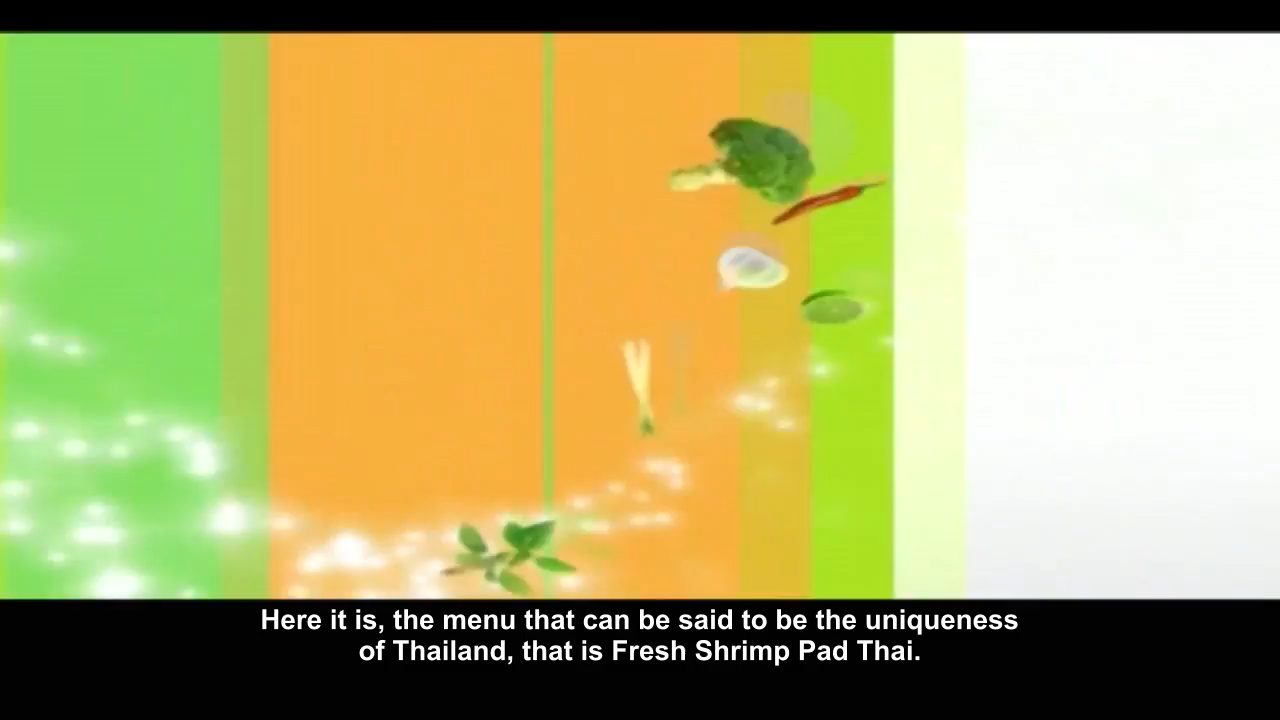 Here it is, the menu that can be said to be the uniqueness
of Thailand, that is Fresh Shrimp Pad Thai.